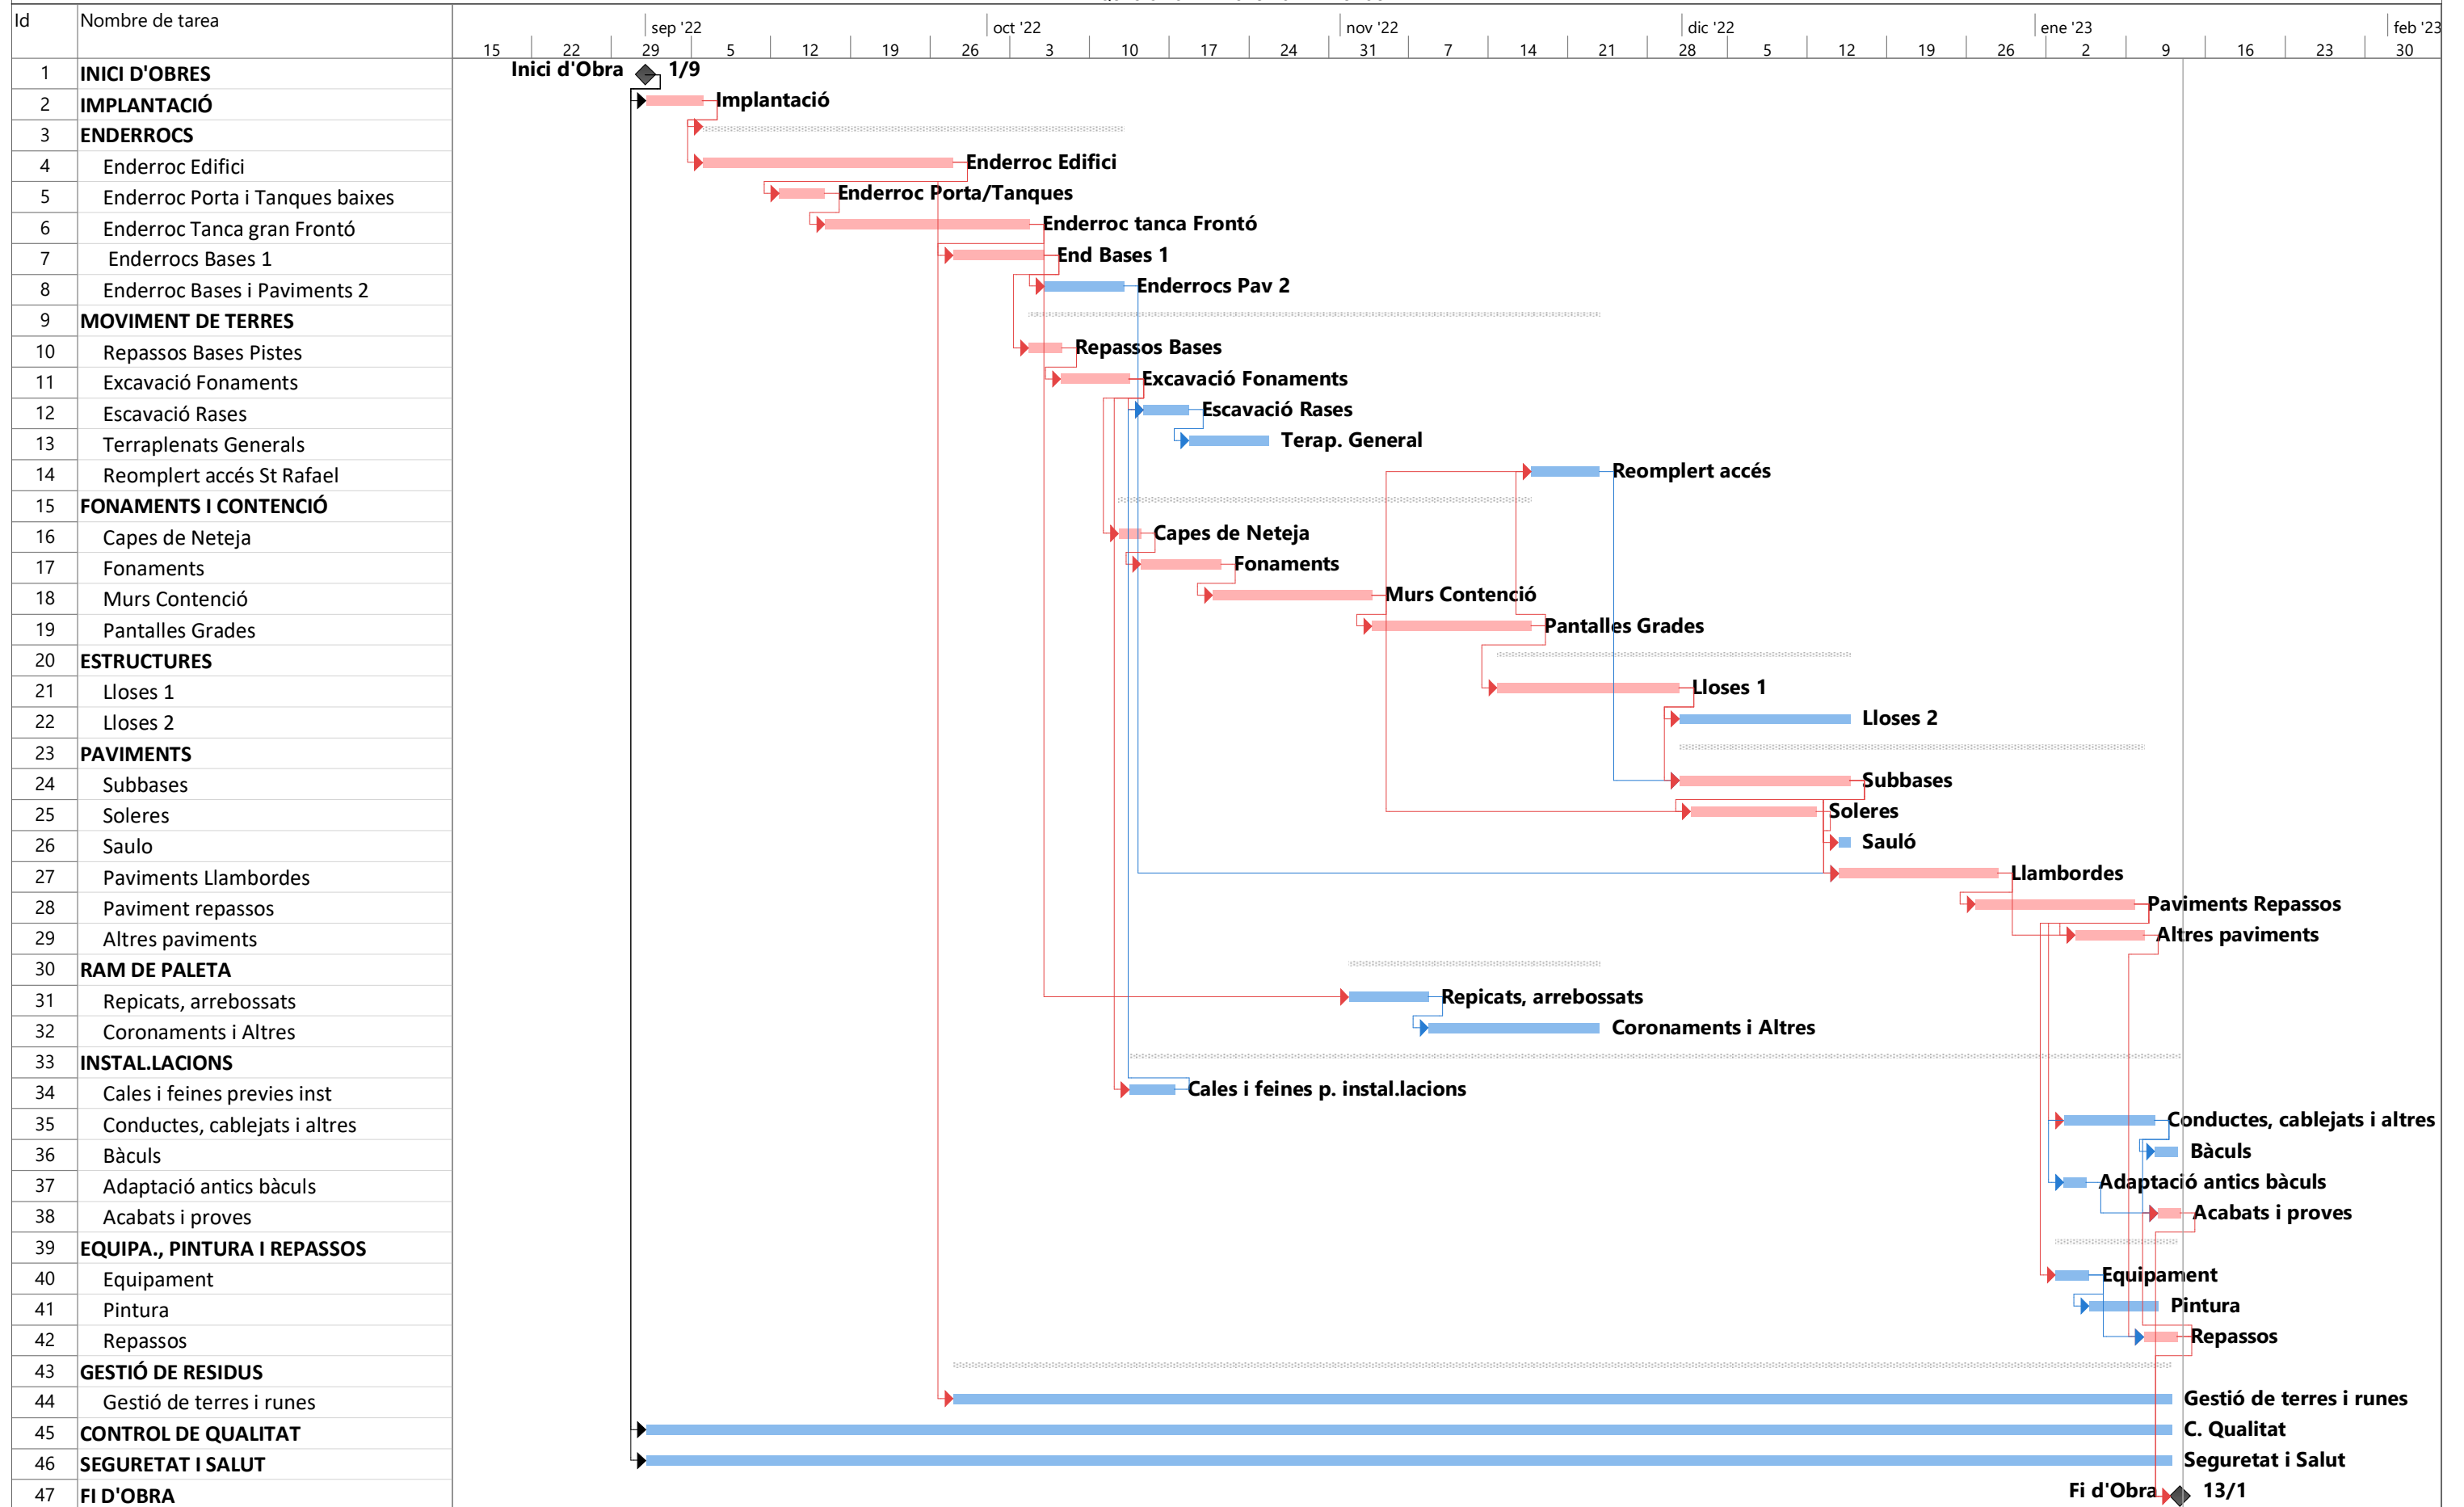 Id Nombre de tarea sep '22 oct '22 nov '22 dic '22 ene '23 feb '23
15 22 29 5 12 19 26 3 10 17 24 31 7 14 21 28 5 12 19 26 2 9 16 23 30
1 INICI D'OBRES Inici d'Obra 1/9
2 IMPLANTACIÓ Implantació
3 ENDERROCS
4 Enderroc Edifici Enderroc Edifici
5 Enderroc Porta i Tanques baixes Enderroc Porta/Tanques
6 Enderroc Tanca gran Frontó Enderroc tanca Frontó
7 Enderrocs Bases 1 End Bases 1
8 Enderroc Bases i Paviments 2 Enderrocs Pav 2
9 MOVIMENT DE TERRES
10 Repassos Bases Pistes Repassos Bases
11 Excavació Fonaments Excavació Fonaments
12 Escavació Rases Escavació Rases
13 Terraplenats Generals Terap. General
14 Reomplert accés St Rafael Reomplert accés
15 FONAMENTS I CONTENCIÓ
16 Capes de Neteja Capes de Neteja
17 Fonaments Fonaments
18 Murs Contenció Murs Contenció
19 Pantalles Grades Pantalles Grades
20 ESTRUCTURES
21 Lloses 1 Lloses 1
22 Lloses 2 Lloses 2
23 PAVIMENTS
24 Subbases Subbases
25 Soleres Soleres
26 Saulo Sauló
27 Paviments Llambordes Llambordes
28 Paviment repassos Paviments Repassos
29 Altres paviments Altres paviments
30 RAM DE PALETA
31 Repicats, arrebossats Repicats, arrebossats
32 Coronaments i Altres Coronaments i Altres
33 INSTAL.LACIONS
34 Cales i feines previes inst Cales i feines p. instal.lacions
35 Conductes, cablejats i altres Conductes, cablejats i altres
36 Bàculs Bàculs
37 Adaptació antics bàculs Adaptació antics bàculs
38 Acabats i proves Acabats i proves
39 EQUIPA., PINTURA I REPASSOS
40 Equipament Equipament
41 Pintura Pintura
42 Repassos Repassos
43 GESTIÓ DE RESIDUS
44 Gestió de terres i runes Gestió de terres i runes
45 CONTROL DE QUALITAT C. Qualitat
46 SEGURETAT I SALUT Seguretat i Salut
47 FI D'OBRA Fi d'Obra 13/1